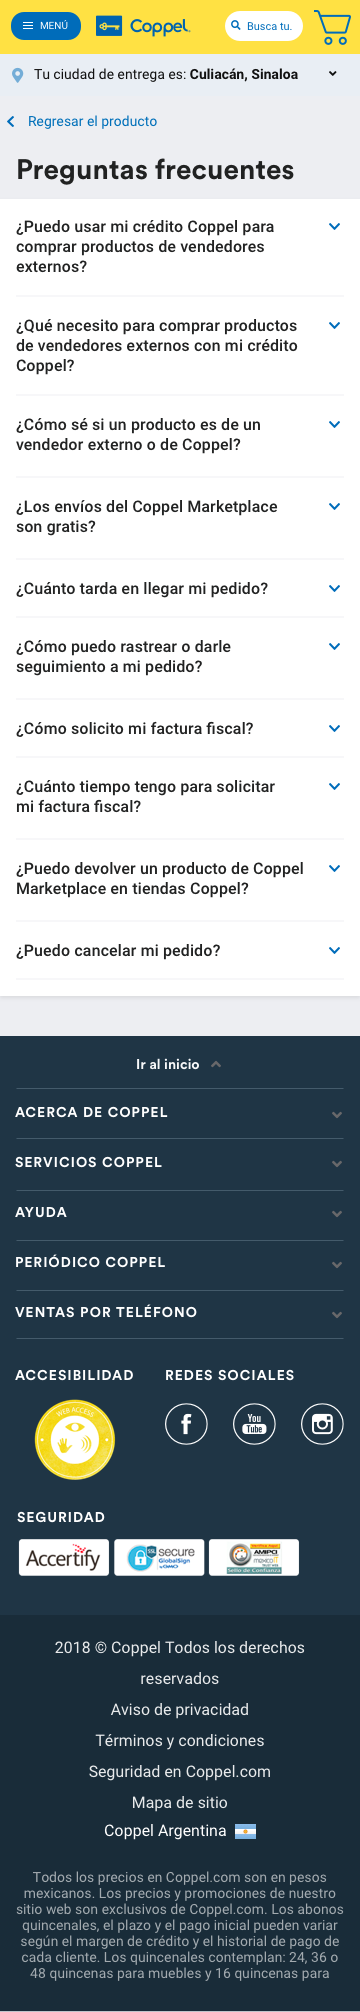 MENÚ
Coppel
Busca tu.
Tu ciudad de entrega es: Culiacán, Sinaloa
Regresar el producto
Preguntas frecuentes
¿Puedo usar mi crédito Coppel para
comprar productos de vendedores
externos?
¿Qué necesito para comprar productos
de vendedores externos con mi crédito
Coppel?
¿Cómo sé si un producto es de un
vendedor externo o de Coppel?
¿Los envíos del Coppel Marketplace
son gratis?
¿Cuánto tarda en llegar mi pedido?
¿Cómo puedo rastrear o darle
seguimiento a mi pedido?
¿Cómo solicito mi factura fiscal?
¿Cuánto tiempo tengo para solicitar
mi factura fiscal?
¿Puedo devolver un producto de Coppel
Marketplace en tiendas Coppel?
¿Puedo cancelar mi pedido?
Ir al inicio
ACERCA DE COPPEL
SERVICIOS COPPEL
AYUDA
PERIÓDICO COPPEL
VENTAS POR TELÉFONO
ACCESIBILIDAD
REDES SOCIALES
WEB ACCESS
f
You
Tube
SEGURIDAD
Accertify
SSL
secure
GlobalSign
by GMO
AMIPCI
mexico IT
Sello de Confianza
2018 © Coppel Todos los derechos
reservados
Aviso de privacidad
Términos y condiciones
Seguridad en Coppel.com
Mapa de sitio
Coppel Argentina
Todos los precios en Coppel.com son en pesos
mexicanos. Los precios y promociones de nuestro
sitio web son exclusivos de Coppel.com. Los abonos
quincenales, el plazo y el pago inicial pueden variar
según el margen de crédito y el historial de pago de
cada cliente. Los quincenales contemplan: 24, 36 o
48 quincenas para muebles y 16 quincenas para